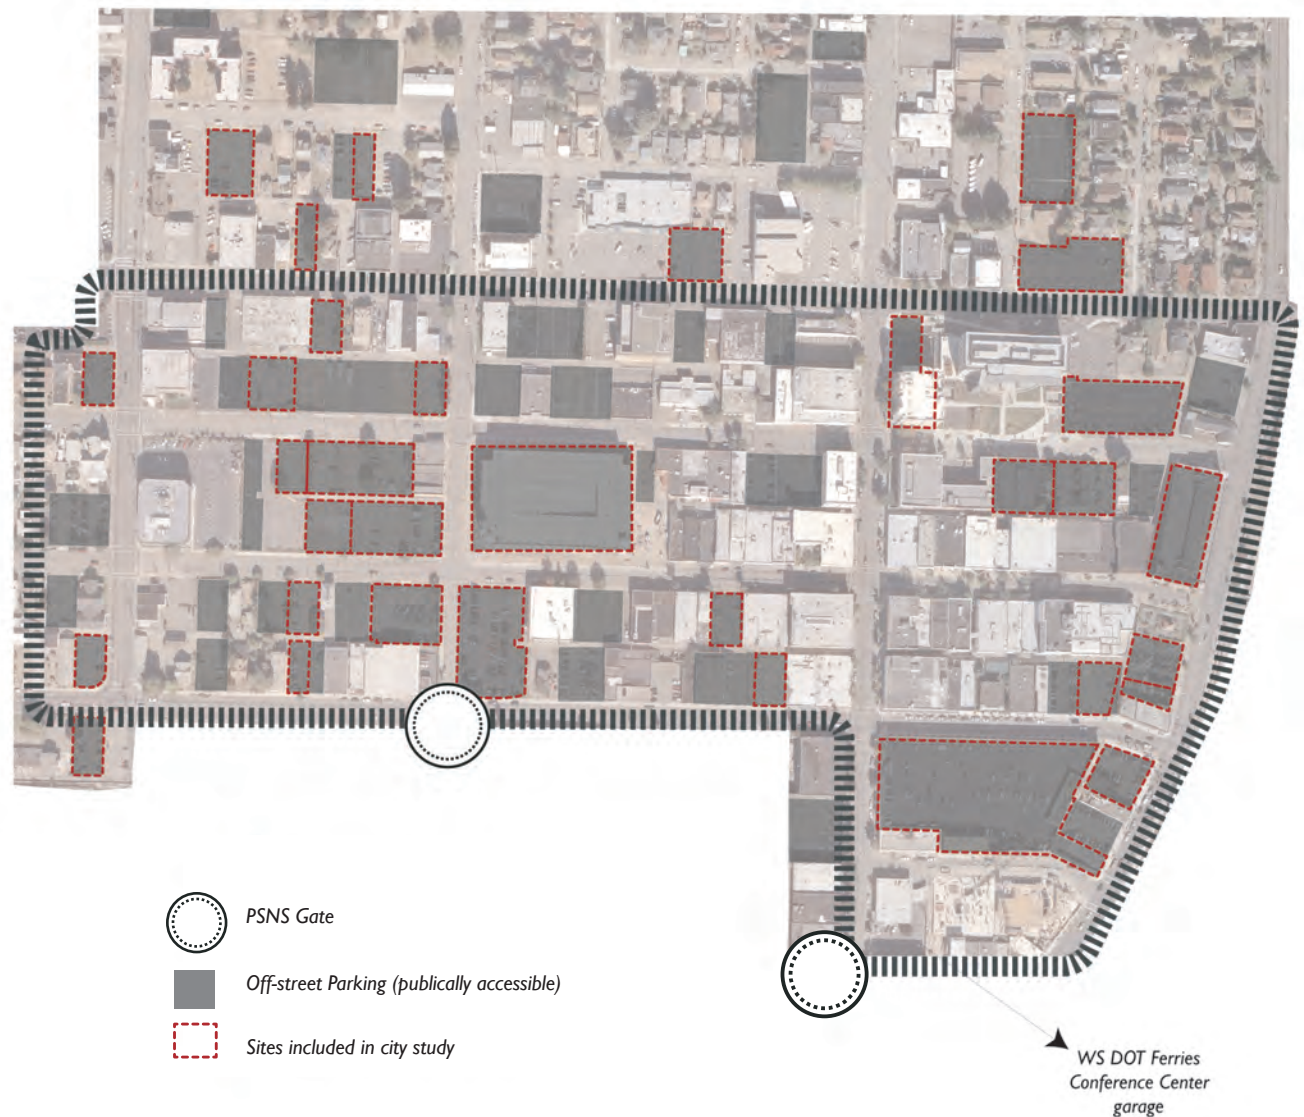 PSNS Gate
Off-street Parking (publically accessible)
Sites included in city study
WS DOT Ferries
Conference Center
garage